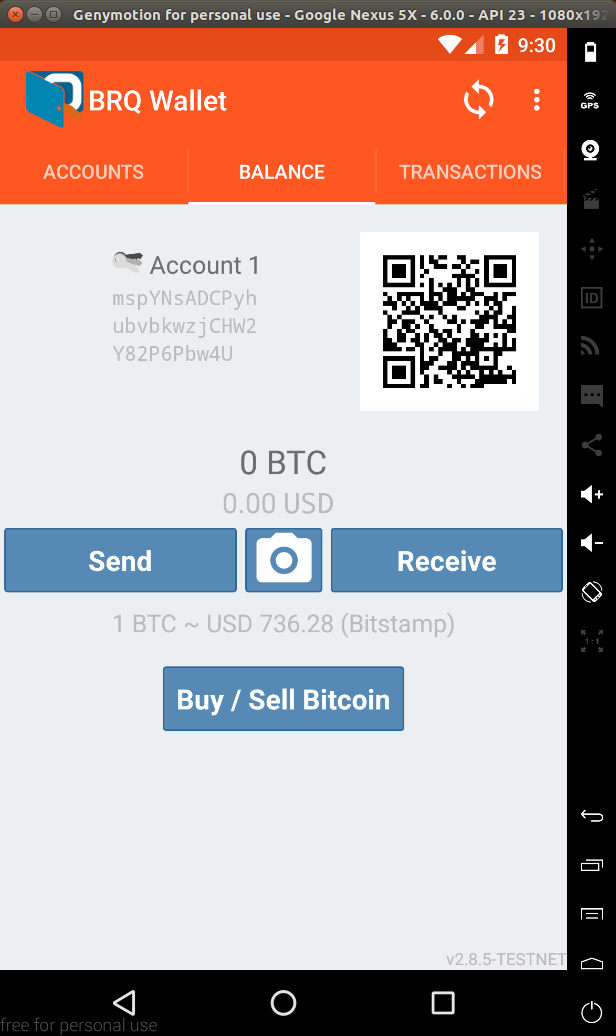 Genymotion for personal use - Google Nexus 5X - 6.0.0 - API 23 - 1080x192
9:30
BRQ Wallet
GPS
ACCOUNTS
BALANCE
TRANSACTIONS
Account 1
mspYNsADCPyh
ubvbkwzjCHW2
Y82P6Pbw4U
ID
0 BTC
0.00 USD
Send
Receive
1 BTC ~ USD 736.28 (Bitstamp)
1:1
Buy / Sell Bitcoin
v2.8.5-TESTNET
free for personal use